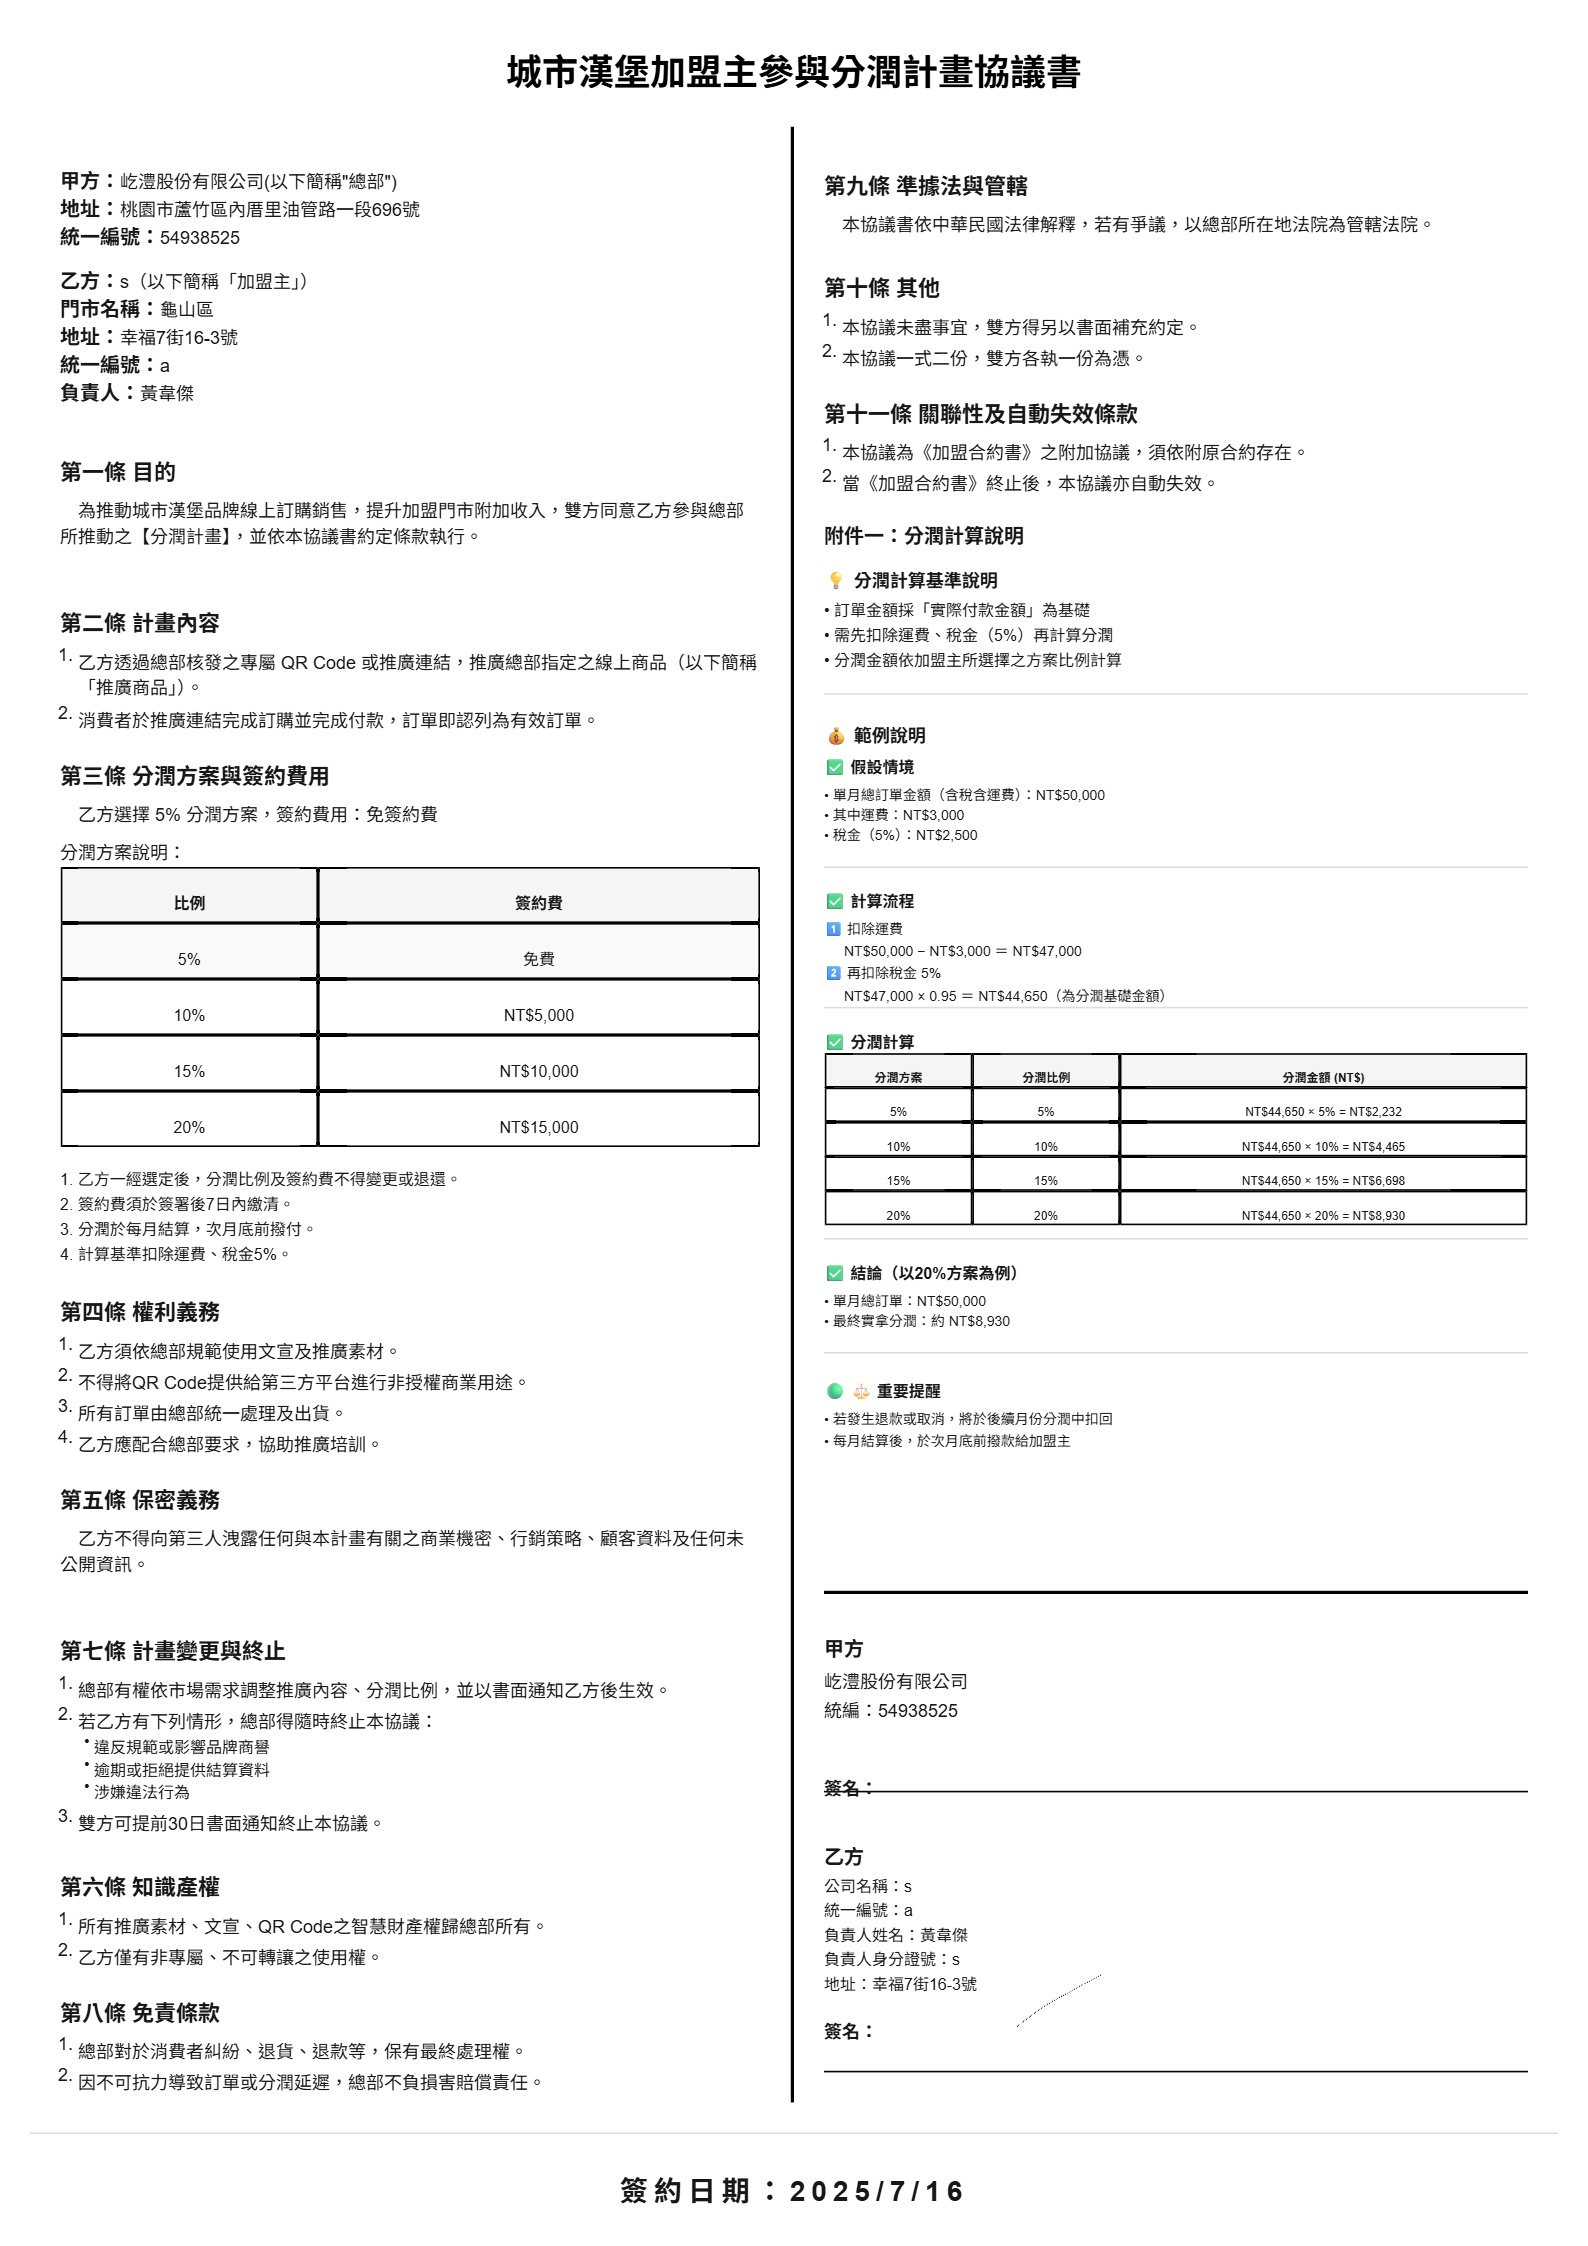 城市漢堡加盟主參與分潤計畫協議書
甲方：屹澧股份有限公司(以下簡稱"總部")
地址：桃園市蘆竹區內厝里油管路一段696號
統一編號：54938525
乙方：s（以下簡稱「加盟主」）
門市名稱：龜山區
地址：幸福7街16-3號
統一編號：a
負責人：黃韋傑
第一條 目的
為推動城市漢堡品牌線上訂購銷售，提升加盟門市附加收入，雙方同意乙方參與總部
所推動之【分潤計畫】，並依本協議書約定條款執行。
第二條 計畫內容
1. 乙方透過總部核發之專屬 QR Code 或推廣連結，推廣總部指定之線上商品（以下簡稱
「推廣商品」）。
2. 消費者於推廣連結完成訂購並完成付款，訂單即認列為有效訂單。
第三條 分潤方案與簽約費用
乙方選擇 5% 分潤方案，簽約費用：免簽約費
分潤方案說明：
比例 簽約費
5% 免費
10% NT$5,000
15% NT$10,000
20% NT$15,000
1. 乙方一經選定後，分潤比例及簽約費不得變更或退還。
2. 簽約費須於簽署後7日內繳清。
3. 分潤於每月結算，次月底前撥付。
4. 計算基準扣除運費、稅金5%。
第四條 權利義務
1. 乙方須依總部規範使用文宣及推廣素材。
2. 不得將QR Code提供給第三方平台進行非授權商業用途。
3. 所有訂單由總部統一處理及出貨。
4. 乙方應配合總部要求，協助推廣培訓。
第五條 保密義務
乙方不得向第三人洩露任何與本計畫有關之商業機密、行銷策略、顧客資料及任何未
公開資訊。
第七條 計畫變更與終止
1. 總部有權依市場需求調整推廣內容、分潤比例，並以書面通知乙方後生效。
2. 若乙方有下列情形，總部得隨時終止本協議：
• 違反規範或影響品牌商譽
• 逾期或拒絕提供結算資料
• 涉嫌違法行為
3. 雙方可提前30日書面通知終止本協議。
第六條 知識產權
1. 所有推廣素材、文宣、QR Code之智慧財產權歸總部所有。
2. 乙方僅有非專屬、不可轉讓之使用權。
第八條 免責條款
1. 總部對於消費者糾紛、退貨、退款等，保有最終處理權。
2. 因不可抗力導致訂單或分潤延遲，總部不負損害賠償責任。
第九條 準據法與管轄
本協議書依中華民國法律解釋，若有爭議，以總部所在地法院為管轄法院。
第十條 其他
1. 本協議未盡事宜，雙方得另以書面補充約定。
2. 本協議一式二份，雙方各執一份為憑。
第十一條 關聯性及自動失效條款
1. 本協議為《加盟合約書》之附加協議，須依附原合約存在。
2. 當《加盟合約書》終止後，本協議亦自動失效。
附件一：分潤計算說明
💡 分潤計算基準說明
• 訂單金額採「實際付款金額」為基礎
• 需先扣除運費、稅金（5%）再計算分潤
• 分潤金額依加盟主所選擇之方案比例計算
💰 範例說明
✅ 假設情境
• 單月總訂單金額（含稅含運費）：NT$50,000
• 其中運費：NT$3,000
• 稅金（5%）：NT$2,500
✅ 計算流程
1️⃣ 扣除運費
NT$50,000 − NT$3,000 ＝ NT$47,000
2️⃣ 再扣除稅金 5%
NT$47,000 × 0.95 ＝ NT$44,650（為分潤基礎金額）
✅ 分潤計算
分潤方案 分潤比例 分潤金額 (NT$)
5% 5% NT$44,650 × 5% = NT$2,232
10% 10% NT$44,650 × 10% = NT$4,465
15% 15% NT$44,650 × 15% = NT$6,698
20% 20% NT$44,650 × 20% = NT$8,930
✅ 結論（以20%方案為例）
• 單月總訂單：NT$50,000
• 最終實拿分潤：約 NT$8,930
🟢 ⚖️ 重要提醒
• 若發生退款或取消，將於後續月份分潤中扣回
• 每月結算後，於次月底前撥款給加盟主
甲方
屹澧股份有限公司
統編：54938525
簽名：
乙方
公司名稱：s
統一編號：a
負責人姓名：黃韋傑
負責人身分證號：s
地址：幸福7街16-3號
簽名：
簽約日期：2025/7/16